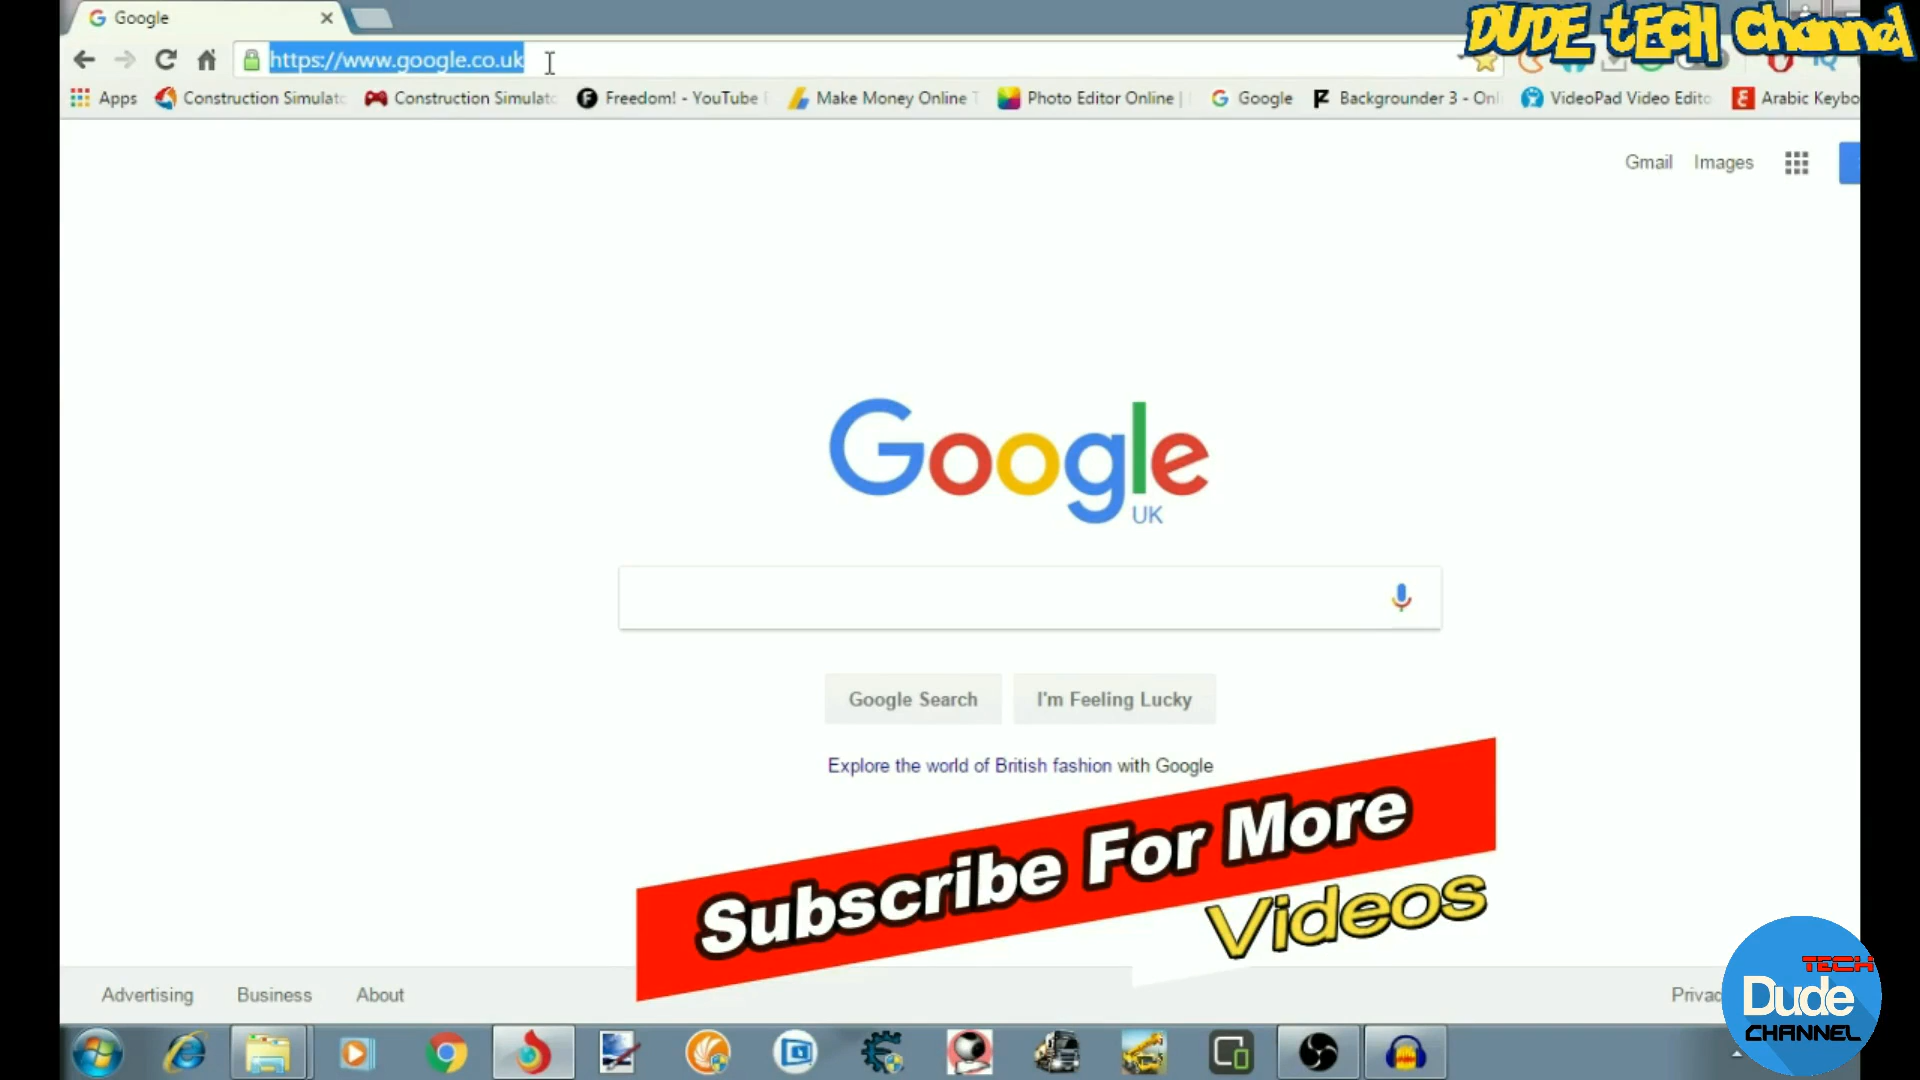 Google
DUDE tECH Channel
https://www.google.co.uk
Apps
Construction Simulato
Construction Simulato
Freedom! - YouTube
Make Money Online
Photo Editor Online |
Google
Backgrounder 3 - Onl
VideoPad Video Edito
Arabic Keybo
Gmail
Images
Google
UK
Google Search
I'm Feeling Lucky
Explore the world of British fashion with Google
Subscribe For More
Videos
Advertising
Business
About
Privac
TECH
Dude
CHANNEL